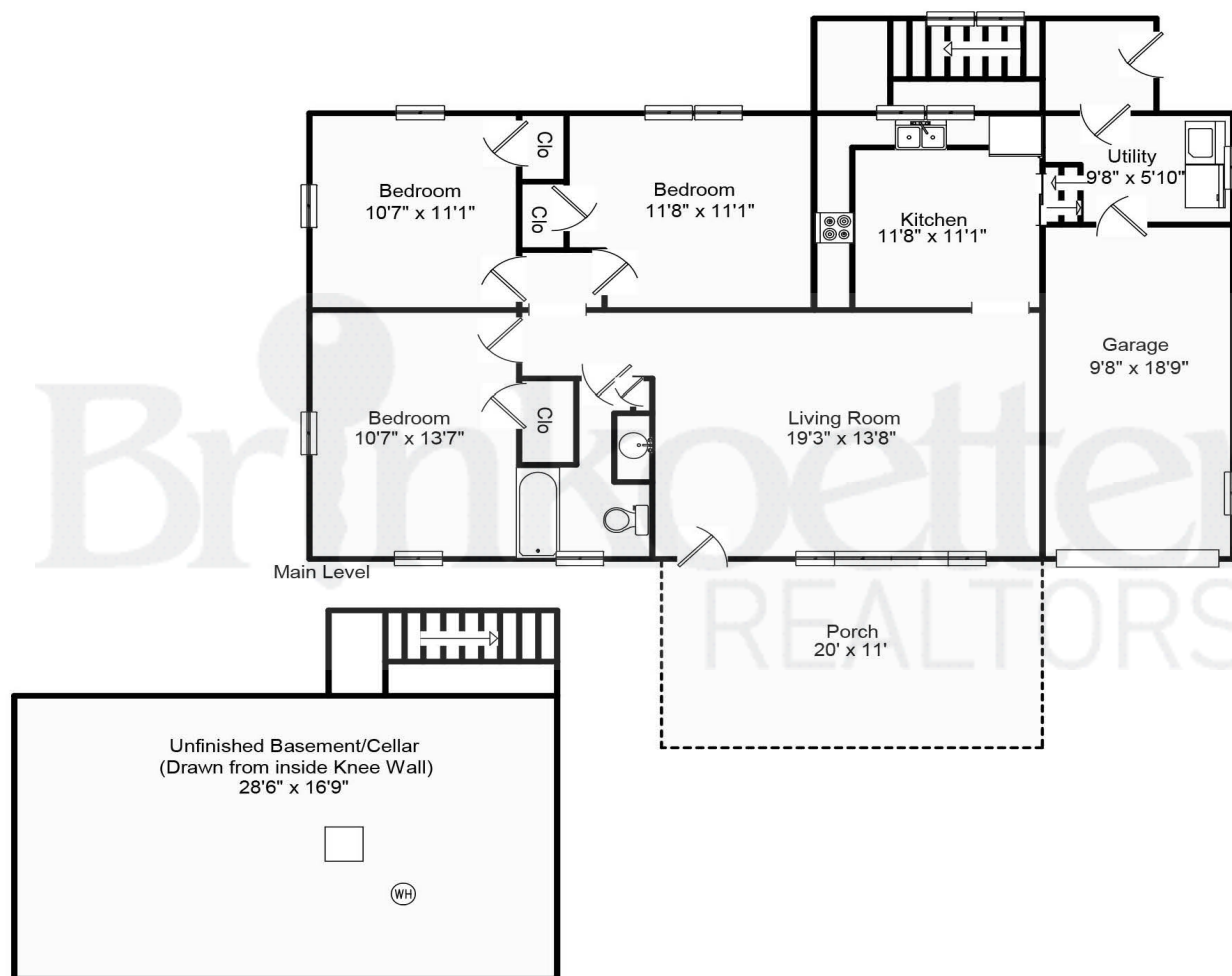 Clo
Bedroom
10'7" x 11'1"
Clo
Bedroom
11'8" x 11'1"
Kitchen
11'8" x 11'1"
Utility
9'8" x 5'10"
Garage
9'8" x 18'9"
Bedroom
10'7" x 13'7"
Clo
Living Room
19'3" x 13'8"
Brinkoetter
REALTORS
Main Level
Porch
20' x 11'
Unfinished Basement/Cellar
(Drawn from inside Knee Wall)
28'6" x 16'9"
WH